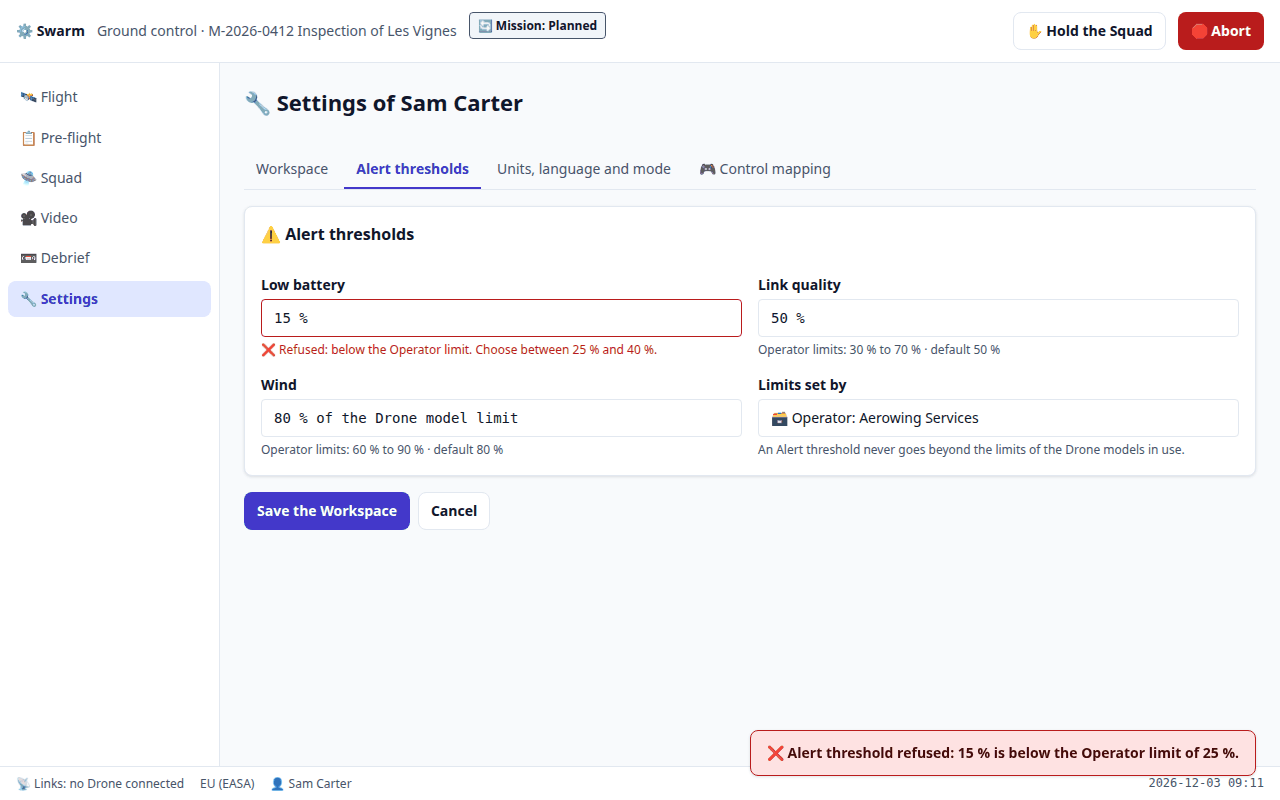 ⚙️ Swarm Ground control · M-2026-0412 Inspection of Les Vignes 🔄 Mission: Planned ✋ Hold the Squad 🛑 Abort
🛰️ Flight
📋 Pre-flight
🛸 Squad
🎥 Video
📼 Debrief
🔧 Settings
🔧 Settings of Sam Carter
Workspace Alert thresholds Units, language and mode 🎮 Control mapping
⚠️ Alert thresholds
Low battery
15 %
❌ Refused: below the Operator limit. Choose between 25 % and 40 %.
Link quality
50 %
Operator limits: 30 % to 70 % · default 50 %
Wind
80 % of the Drone model limit
Operator limits: 60 % to 90 % · default 80 %
Limits set by
🗃️ Operator: Aerowing Services
An Alert threshold never goes beyond the limits of the Drone models in use.
Save the Workspace Cancel
❌ Alert threshold refused: 15 % is below the Operator limit of 25 %.
📡 Links: no Drone connected EU (EASA) 👤 Sam Carter 2026-12-03 09:11